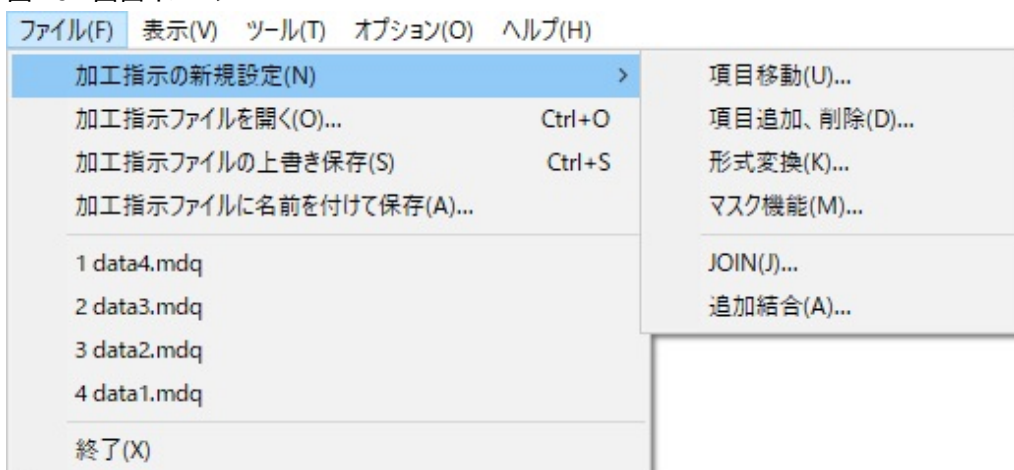 ファイル(F) 表示(V) ツール(T) オプション(O) ヘルプ(H)
加工指示の新規設定(N) >
加工指示ファイルを開く(O)... Ctrl+O
加工指示ファイルの上書き保存(S) Ctrl+S
加工指示ファイルに名前を付けて保存(A)...
1 data4.mdq
2 data3.mdq
3 data2.mdq
4 data1.mdq
終了(X)
項目移動(U)...
項目追加、削除(D)...
形式変換(K)...
マスク機能(M)...
JOIN(J)...
追加結合(A)...